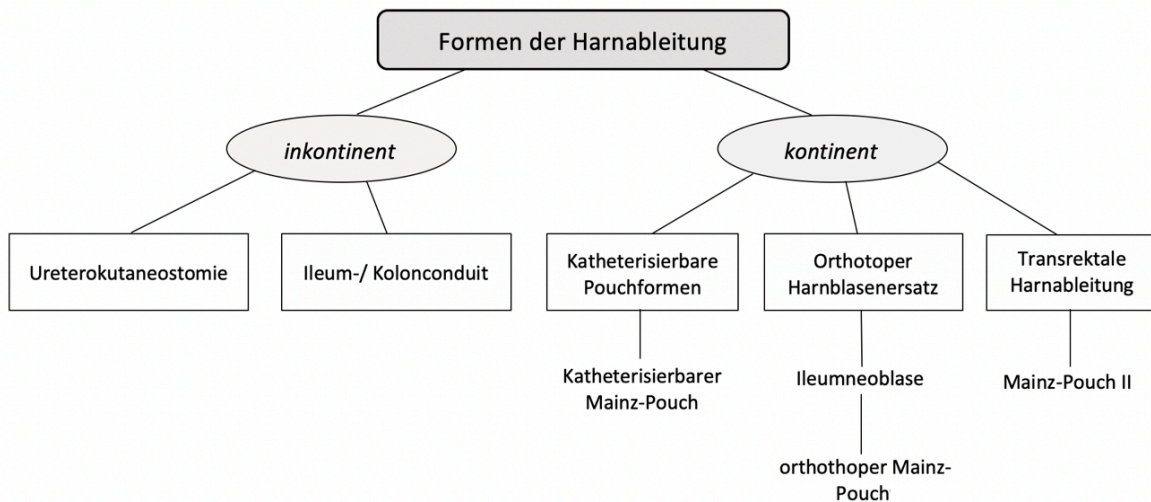 Formen der Harnableitung
inkontinent
kontinent
Ureterokutaneostomie
Ileum-/ Kolonconduit
Katheterisierbare
Pouchformen
Orthotoper
Harnblasenersatz
Transrektale
Harnableitung
Katheterisierbarer
Mainz-Pouch
Ileumneoblase
Mainz-Pouch II
orthothoper Mainz-
Pouch